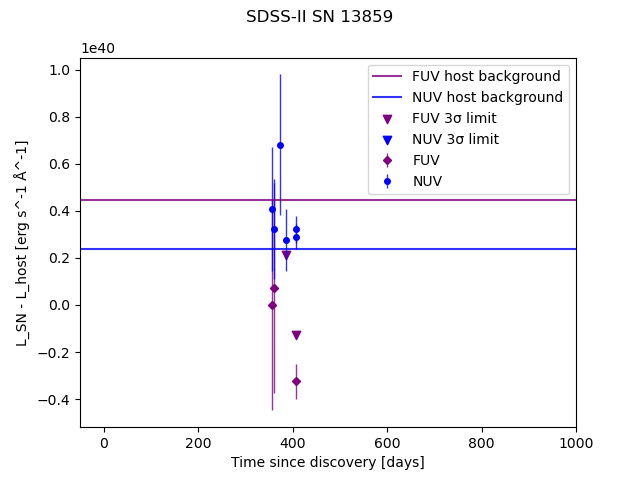 SDSS-II SN 13859
1e40
1.0
0.8
0.6
0.4
0.2
0.0
−0.2
−0.4
L_SN - L_host [erg s^-1 Å^-1]
FUV host background
NUV host background
FUV 3σ limit
NUV 3σ limit
FUV
NUV
0 200 400 600 800 1000
Time since discovery [days]